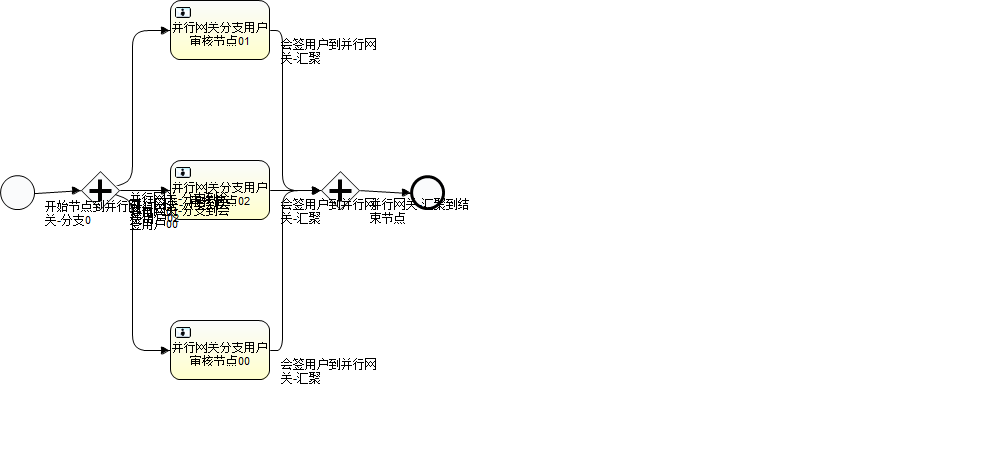 并行网关分支用户
审核节点01
会签用户到并行网
关-汇聚
并行网关分支用户
审核节点02
开始节点到并行网
关-分支0
签用户00
会签用户到并行网
关-汇聚
并行网关-汇聚到结
束节点
并行网关分支用户
审核节点00
会签用户到并行网
关-汇聚